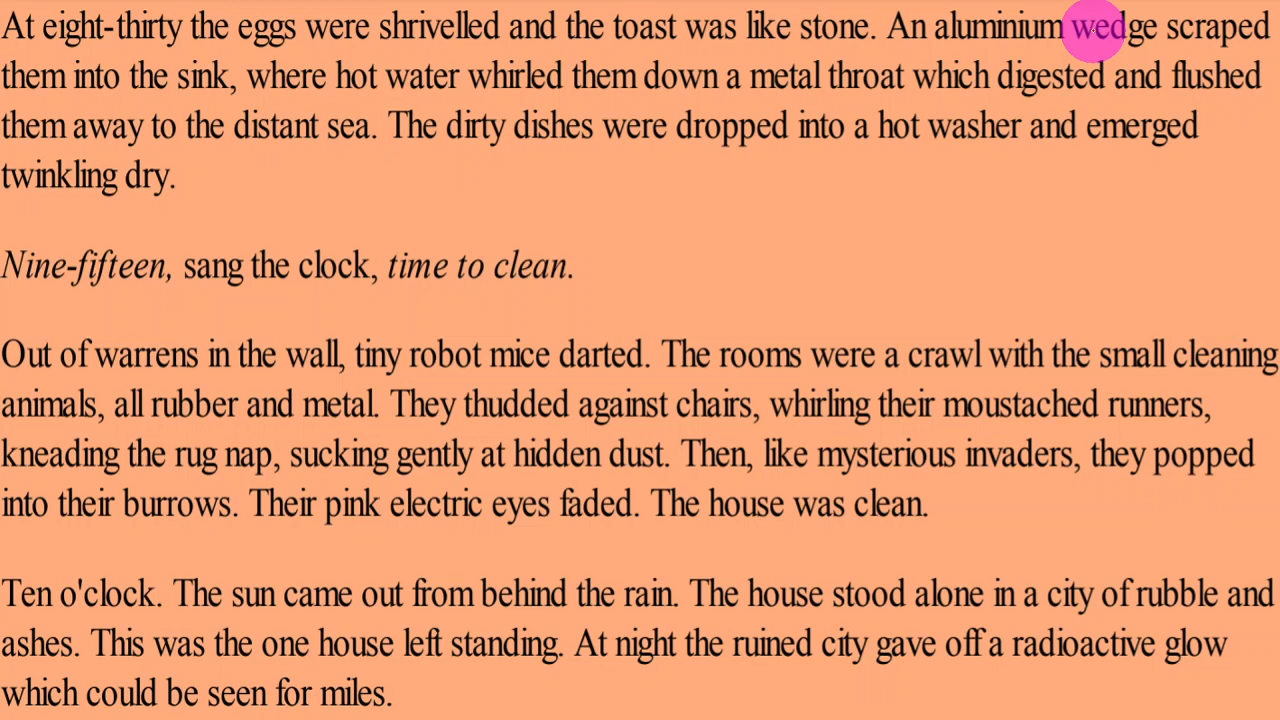 At eight-thirty the eggs were shrivelled and the toast was like stone. An aluminium wedge scraped
them into the sink, where hot water whirled them down a metal throat which digested and flushed
them away to the distant sea. The dirty dishes were dropped into a hot washer and emerged
twinkling dry.
Nine-fifteen, sang the clock, time to clean.
Out of warrens in the wall, tiny robot mice darted. The rooms were a crawl with the small cleaning
animals, all rubber and metal. They thudded against chairs, whirling their moustached runners,
kneading the rug nap, sucking gently at hidden dust. Then, like mysterious invaders, they popped
into their burrows. Their pink electric eyes faded. The house was clean.
Ten o'clock. The sun came out from behind the rain. The house stood alone in a city of rubble and
ashes. This was the one house left standing. At night the ruined city gave off a radioactive glow
which could be seen for miles.